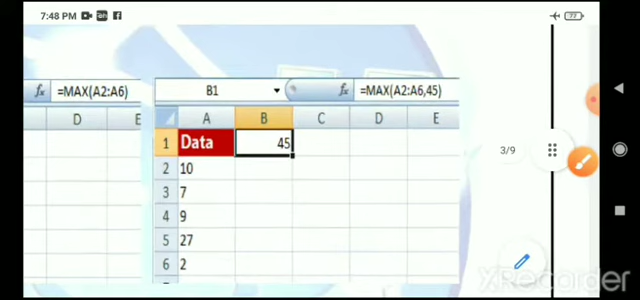 7:48 PM
77
fx =MAX(A2:A6)
B1 fx =MAX(A2:A6,45)
D E
A B C D E
1 Data 45
2 10
3 7
4 9
5 27
6 2
3/9
XRecorder